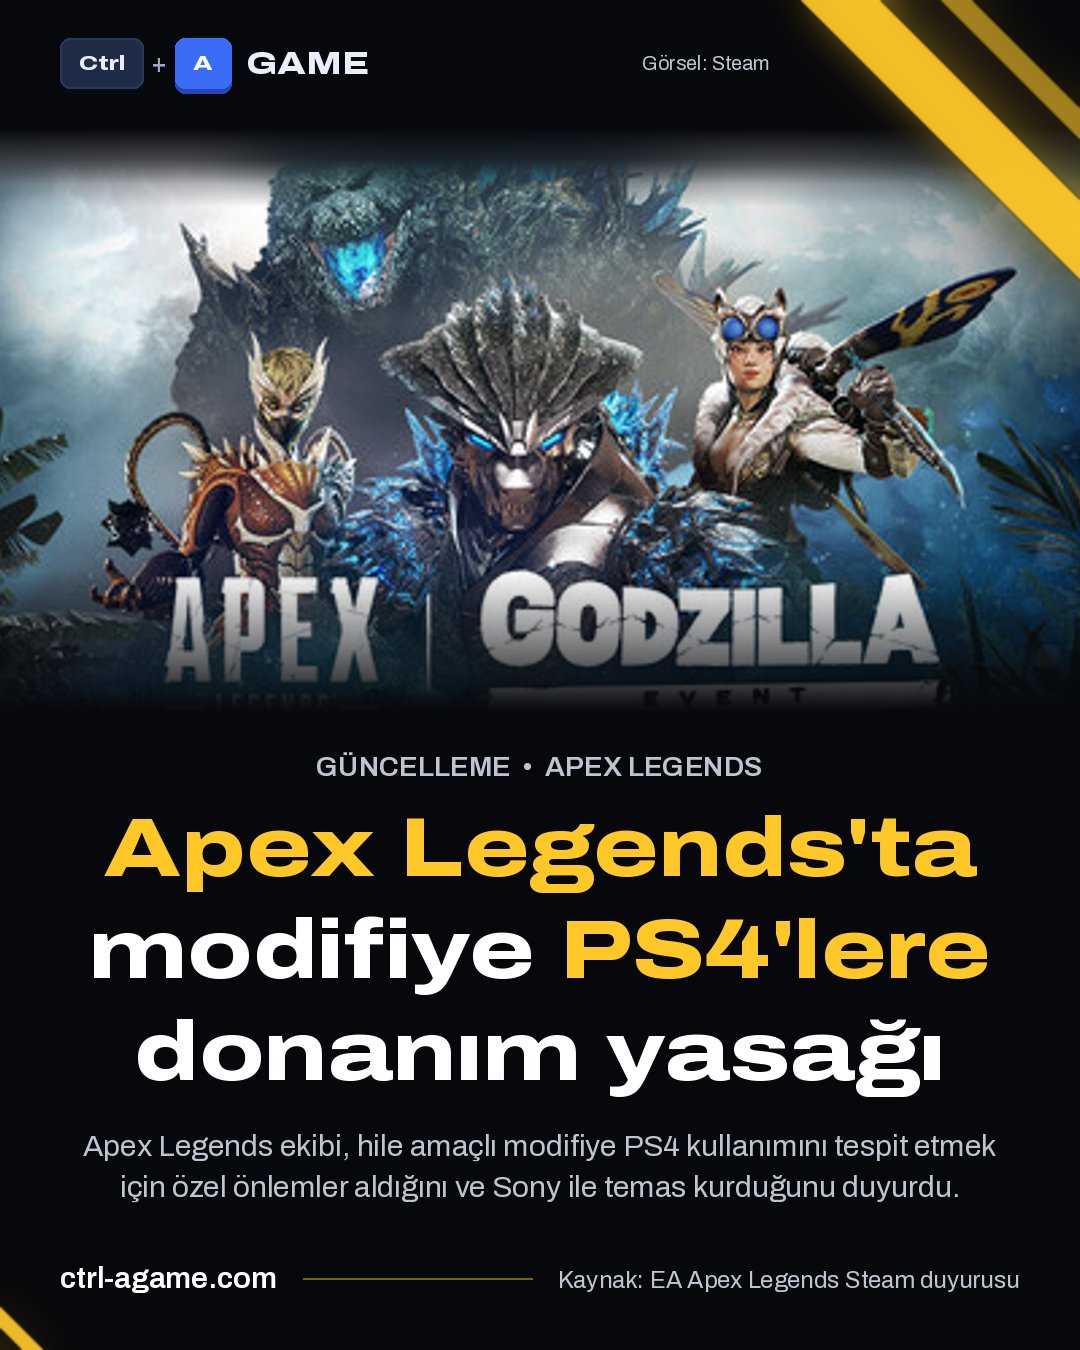 Ctrl + A GAME
Görsel: Steam
APEX
LEGENDS
GODZILLA
EVENT
GÜNCELLEME • APEX LEGENDS
Apex Legends'ta
modifiye PS4'lere
donanım yasağı
Apex Legends ekibi, hile amaçlı modifiye PS4 kullanımını tespit etmek
için özel önlemler aldığını ve Sony ile temas kurduğunu duyurdu.
ctrl-agame.com
Kaynak: EA Apex Legends Steam duyurusu